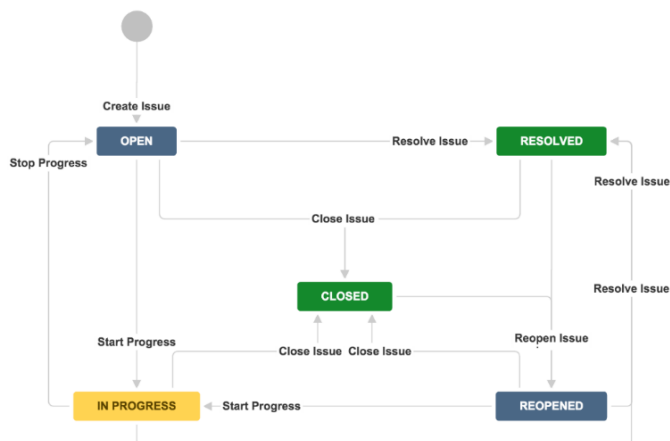 Create Issue
OPEN
Resolve Issue
RESOLVED
Stop Progress
Resolve Issue
Close Issue
CLOSED
Resolve Issue
Start Progress
Reopen Issue
Close Issue
Close Issue
IN PROGRESS
Start Progress
REOPENED